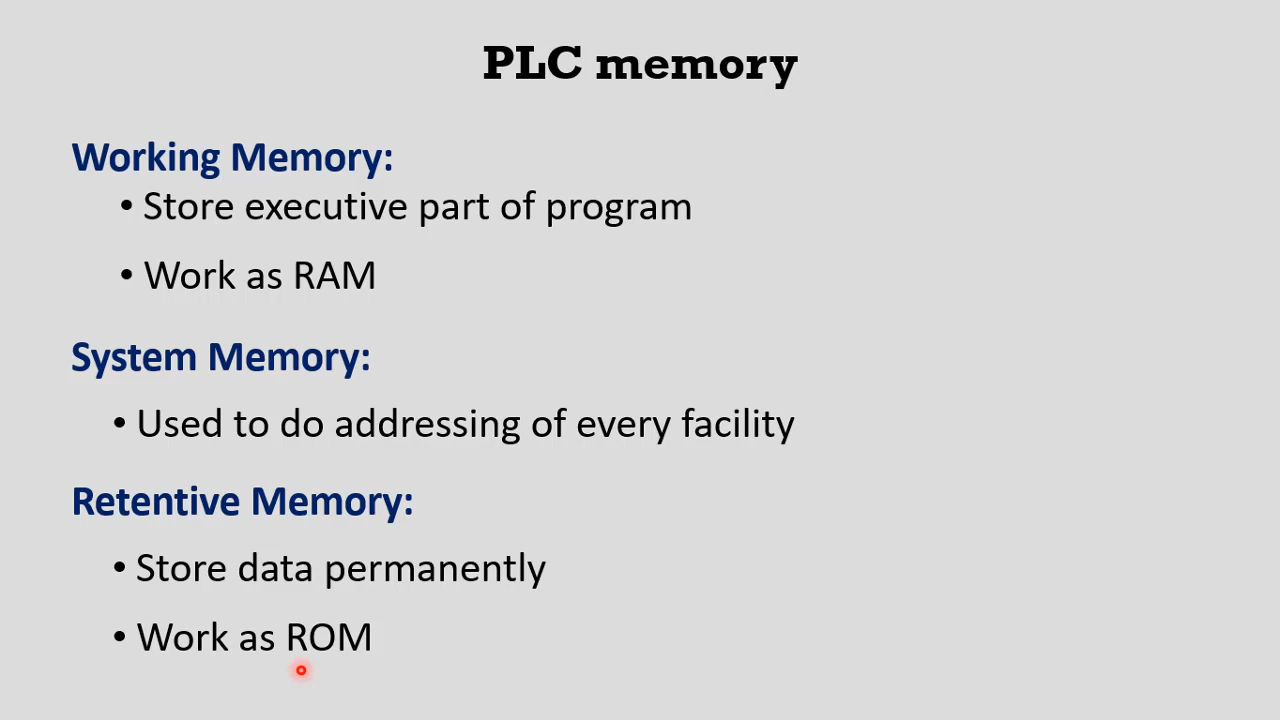 PLC memory
Working Memory:
• Store executive part of program
• Work as RAM
System Memory:
• Used to do addressing of every facility
Retentive Memory:
• Store data permanently
• Work as ROM